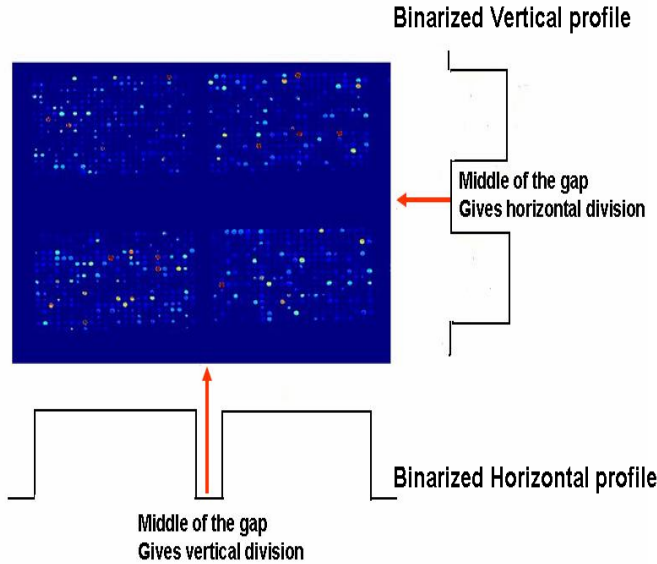 Binarized Vertical profile
Middle of the gap
Gives horizontal division
Binarized Horizontal profile
Middle of the gap
Gives vertical division